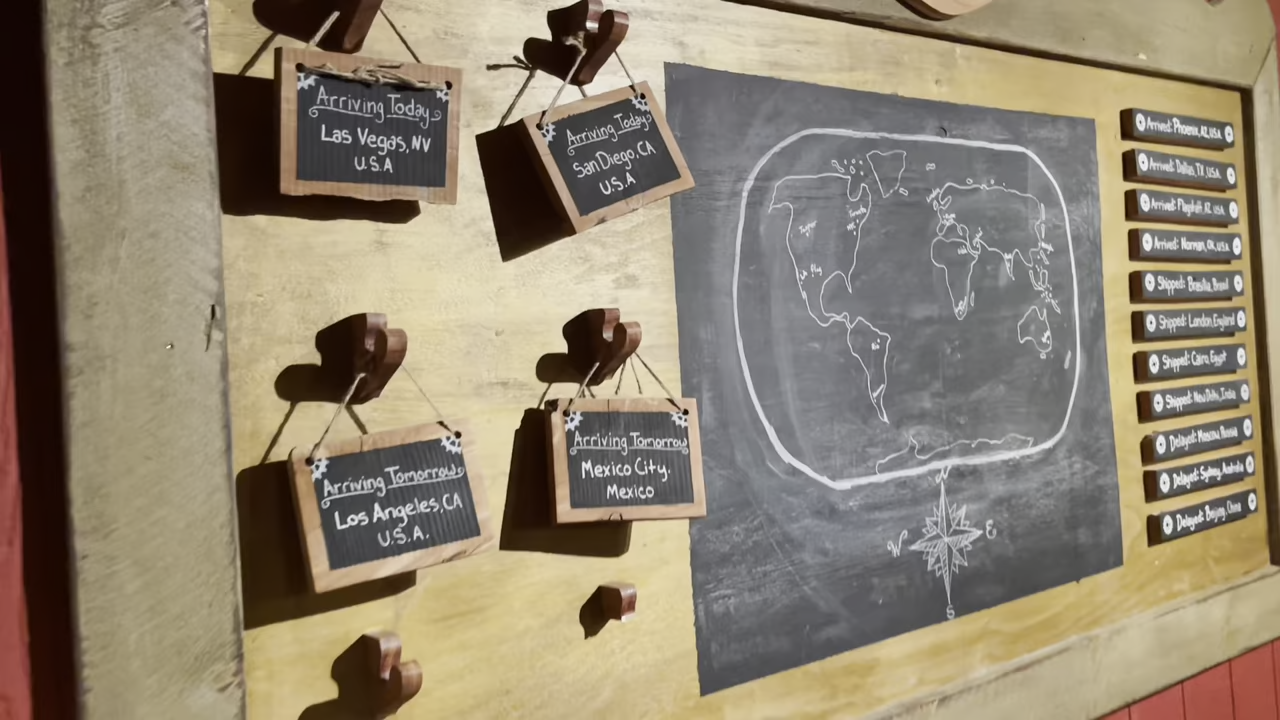 Arriving Today
Las Vegas, NV
U.S.A
Arriving Today
San Diego, CA
U.S.A
Arriving Tomorrow
Los Angeles, CA
U.S.A.
Arriving Tomorrow
Mexico City,
Mexico
Toronto
W
E
S
Arrived: Phoenix, AZ, USA
Arrived: Dallas, TX, USA
Arrived: Flagstaff, AZ, USA
Arrived: Norman, OK, USA
Shipped: Brasilia, Brasil
Shipped: London, England
Shipped: Cairo, Egypt
Shipped: New Delhi, India
Delayed: Moscow, Russia
Delayed: Sydney, Australia
Delayed: Beijing, China